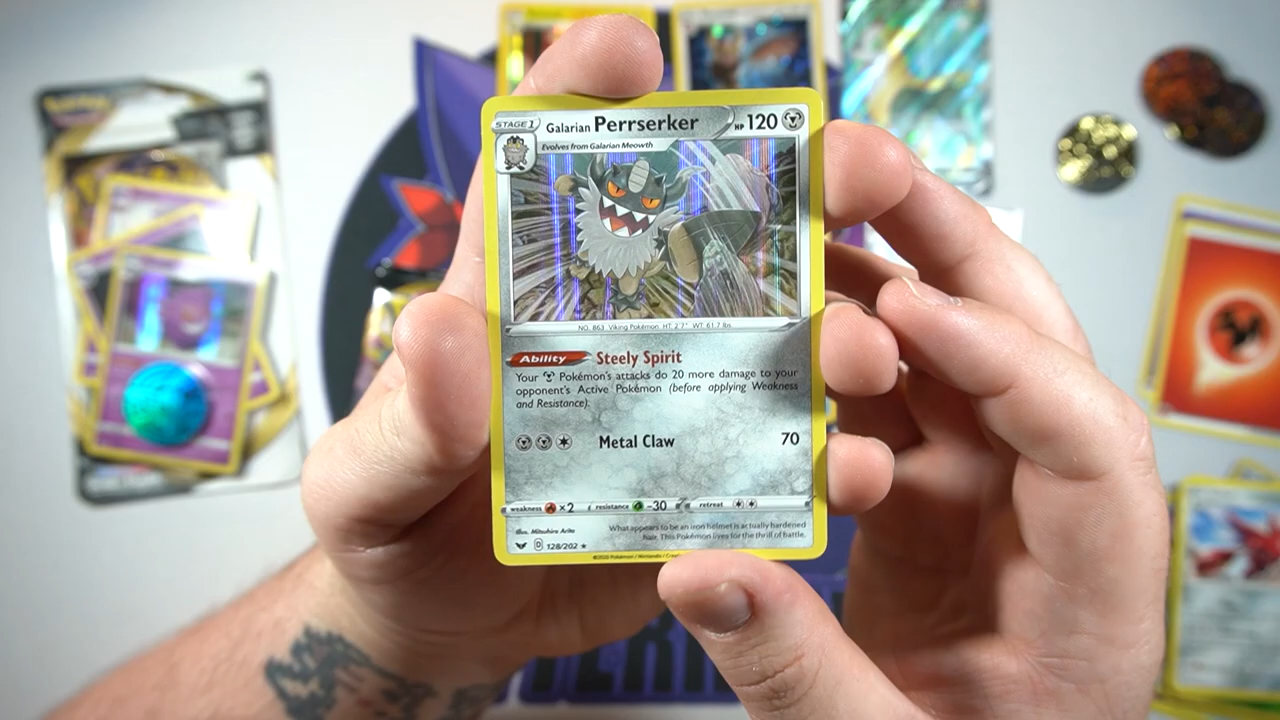 STAGE 1
Galarian Perrserker
HP 120
Evolves from Galarian Meowth
NO. 863 Viking Pokémon HT: 2'7" WT: 61.7 lbs
Ability Steely Spirit
Your Pokémon's attacks do 20 more damage to your
opponent's Active Pokémon (before applying Weakness
and Resistance).
Metal Claw 70
weakness ×2 resistance -30 retreat
Illus. Mitsuhiro Arita
What appears to be an iron helmet is actually hardened
hair. This Pokémon lives for the thrill of battle.
D 128/202 ★
©2020 Pokémon / Nintendo /